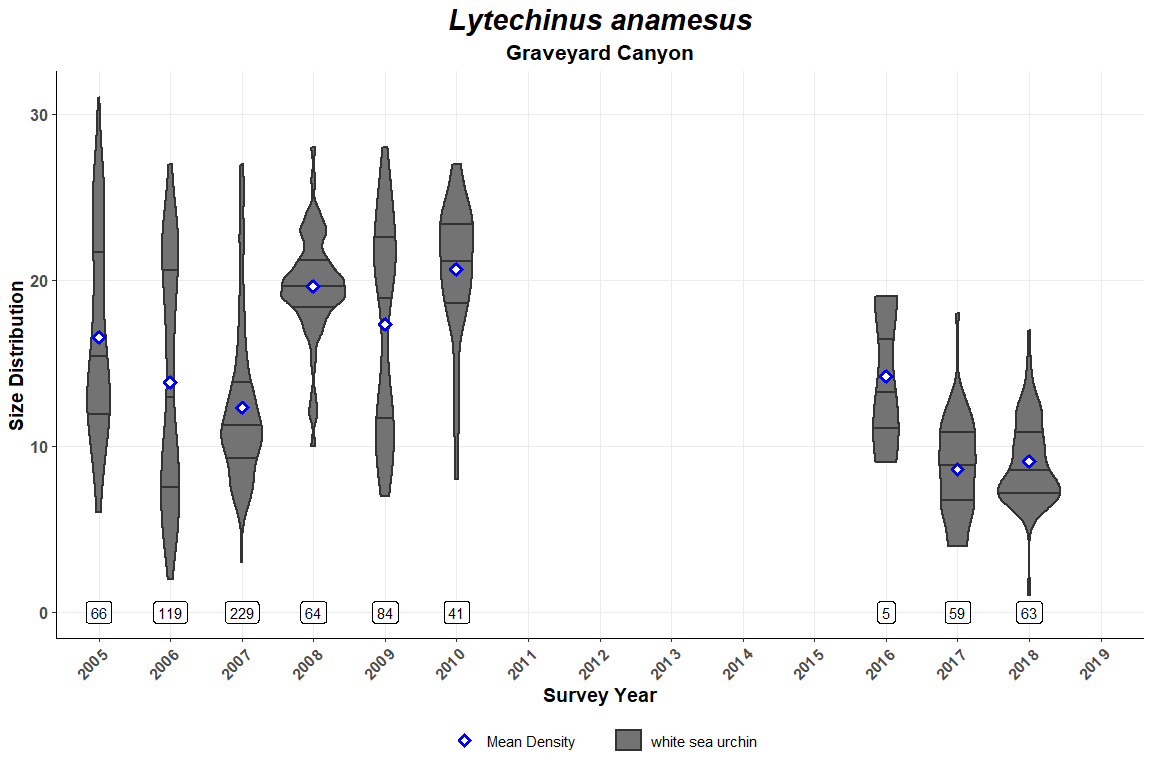 Lytechinus anamesus
Graveyard Canyon
Size Distribution
30
20
10
0
66 119 229 64 84 41 5 59 63
2005 2006 2007 2008 2009 2010 2011 2012 2013 2014 2015 2016 2017 2018 2019
Survey Year
Mean Density white sea urchin